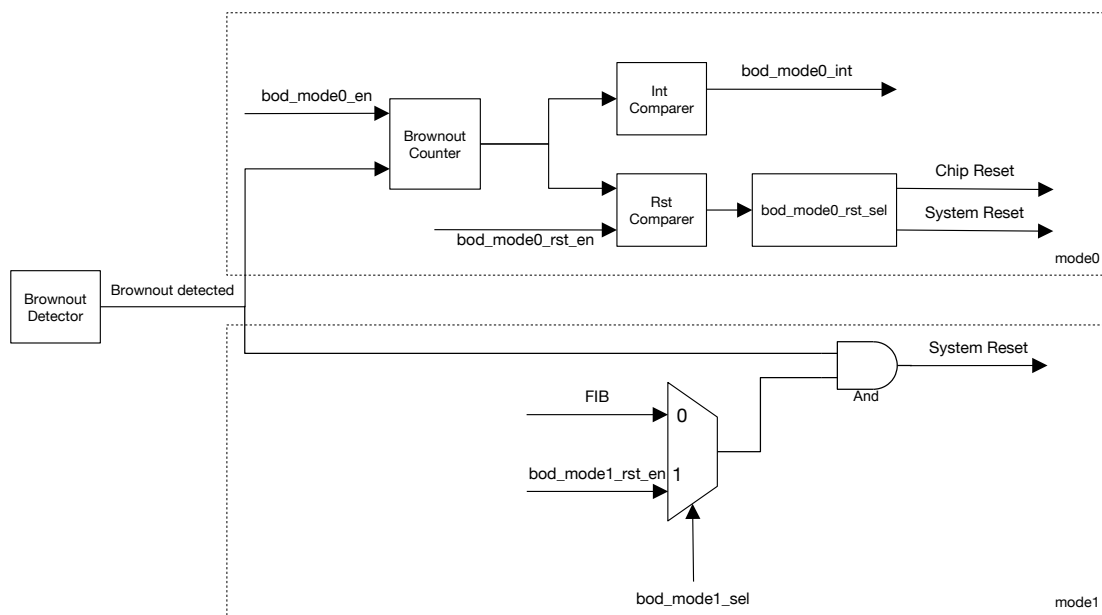 bod_mode0_en
Brownout
Counter
Int
Comparer
bod_mode0_int
Rst
Comparer
bod_mode0_rst_en
bod_mode0_rst_sel
Chip Reset
System Reset
mode0
Brownout
Detector
Brownout detected
System Reset
And
FIB
0
bod_mode1_rst_en
1
bod_mode1_sel
mode1